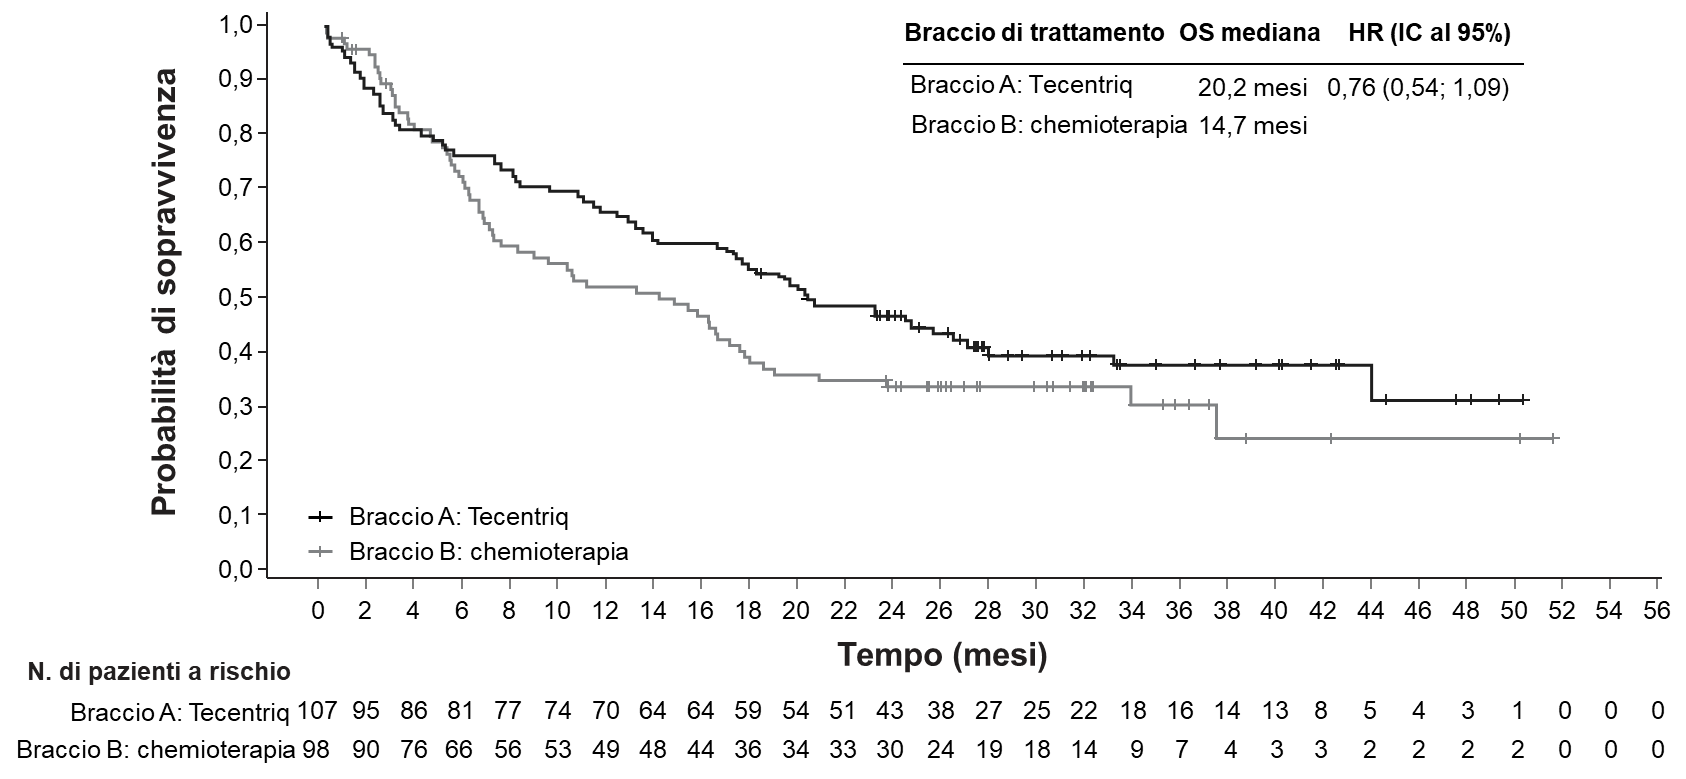 Braccio di trattamento OS mediana HR (IC al 95%)
Braccio A: Tecentriq 20,2 mesi 0,76 (0,54; 1,09)
Braccio B: chemioterapia 14,7 mesi
Probabilità di sopravvivenza
1,0
0,9
0,8
0,7
0,6
0,5
0,4
0,3
0,2
0,1
0,0
Braccio A: Tecentriq
Braccio B: chemioterapia
0 2 4 6 8 10 12 14 16 18 20 22 24 26 28 30 32 34 36 38 40 42 44 46 48 50 52 54 56
Tempo (mesi)
N. di pazienti a rischio
Braccio A: Tecentriq 107 95 86 81 77 74 70 64 64 59 54 51 43 38 27 25 22 18 16 14 13 8 5 4 3 1 0 0 0
Braccio B: chemioterapia 98 90 76 66 56 53 49 48 44 36 34 33 30 24 19 18 14 9 7 4 3 3 2 2 2 2 0 0 0